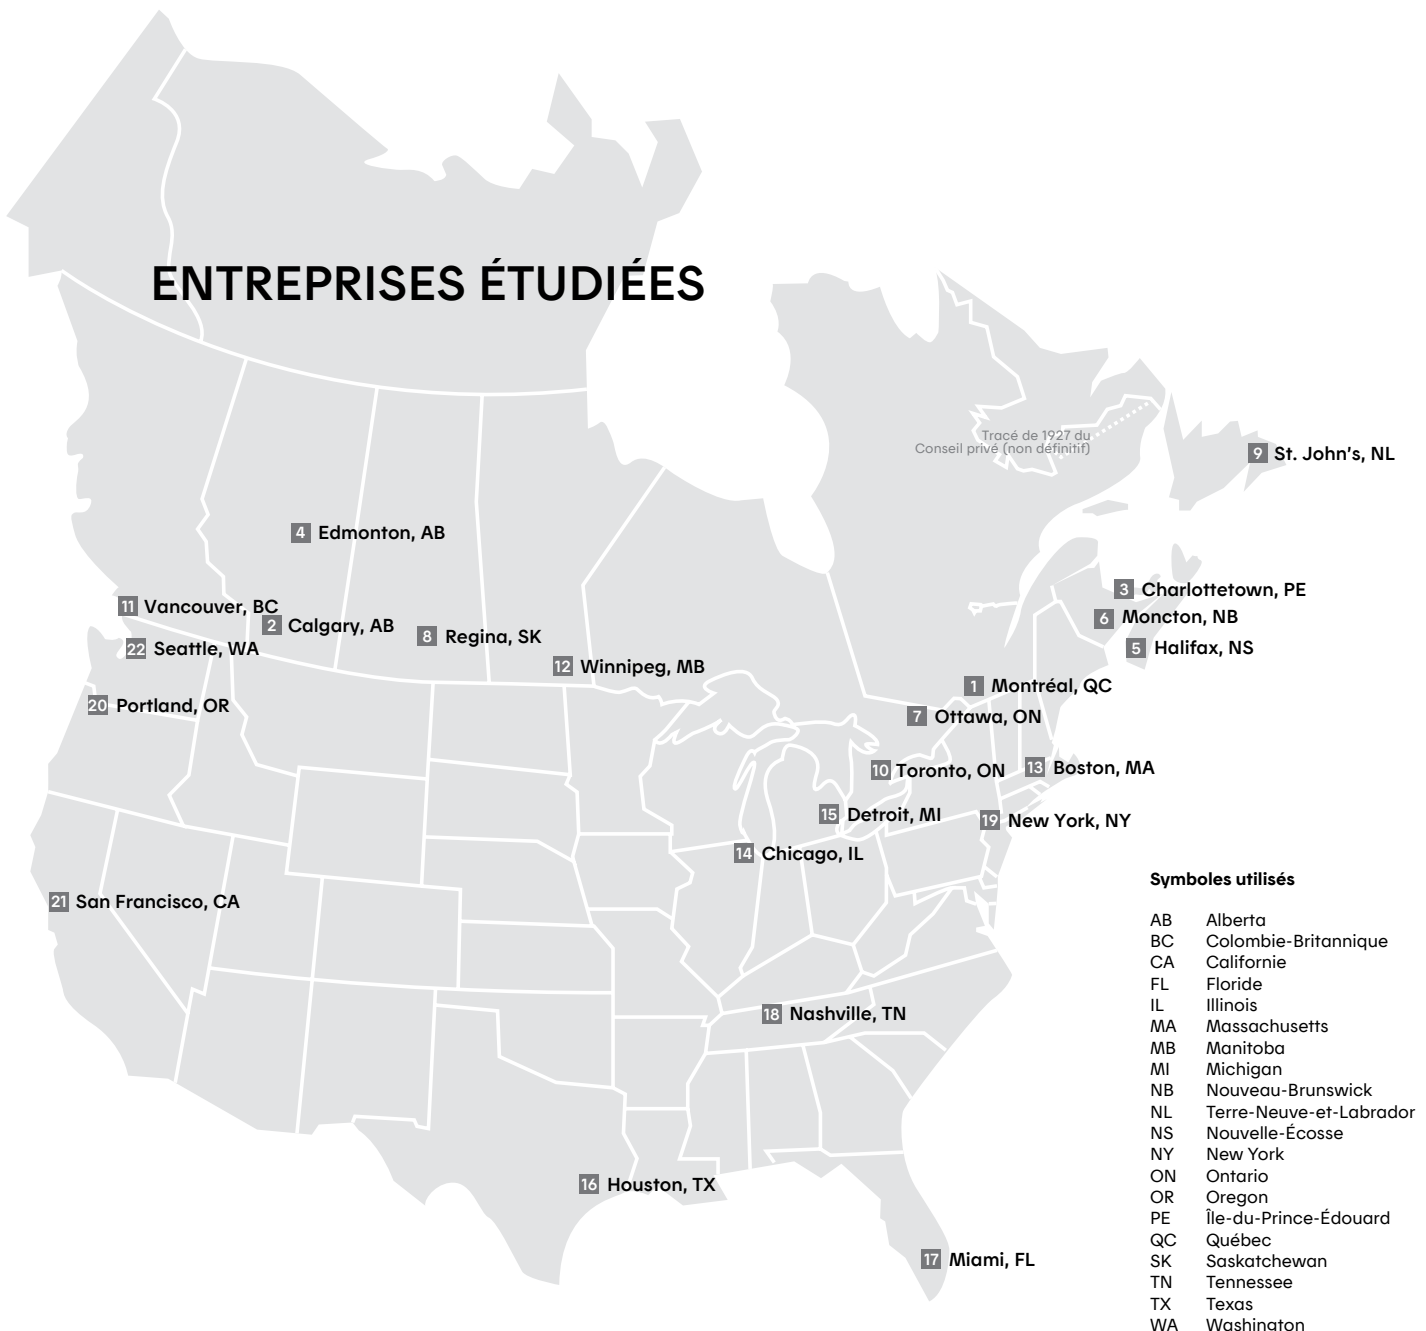 ENTREPRISES ÉTUDIÉES
Tracé de 1927 du
Conseil privé (non définitif)
9 St. John's, NL
4 Edmonton, AB
3 Charlottetown, PE
11 Vancouver, BC
6 Moncton, NB
2 Calgary, AB
8 Regina, SK
22 Seattle, WA
5 Halifax, NS
12 Winnipeg, MB
1 Montréal, QC
20 Portland, OR
7 Ottawa, ON
10 Toronto, ON
13 Boston, MA
15 Detroit, MI
19 New York, NY
14 Chicago, IL
21 San Francisco, CA
18 Nashville, TN
16 Houston, TX
17 Miami, FL
Symboles utilisés
AB Alberta
BC Colombie-Britannique
CA Californie
FL Floride
IL Illinois
MA Massachusetts
MB Manitoba
MI Michigan
NB Nouveau-Brunswick
NL Terre-Neuve-et-Labrador
NS Nouvelle-Écosse
NY New York
ON Ontario
OR Oregon
PE Île-du-Prince-Édouard
QC Québec
SK Saskatchewan
TN Tennessee
TX Texas
WA Washington